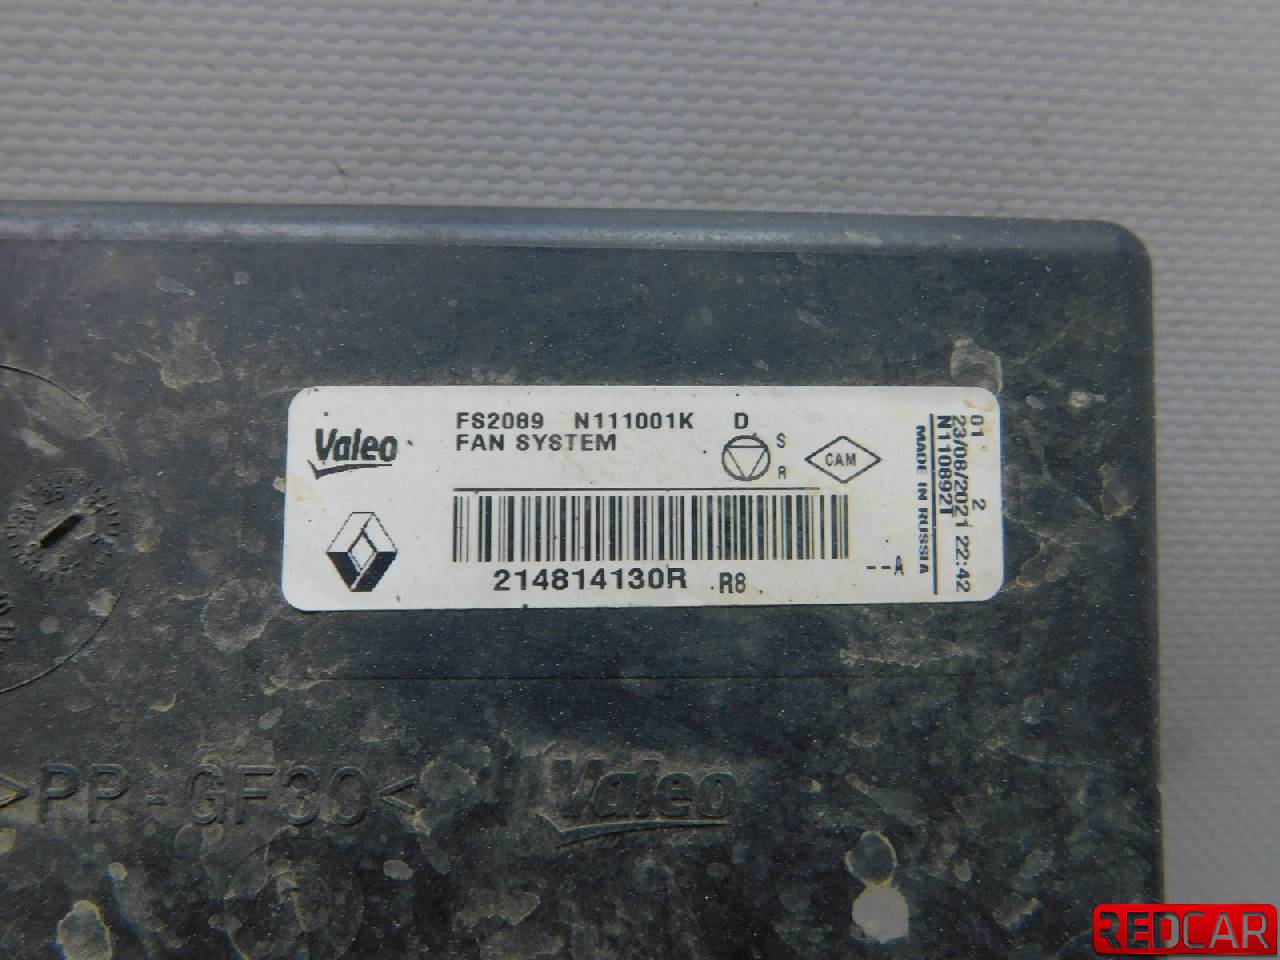 Valeo
FS2089 N111001K D
FAN SYSTEM
S
R
CAM
214814130R R8
--A
01 2
23/08/2021 22:42
N1108921
MADE IN RUSSIA
>PP-GF30<
Valeo
REDCAR